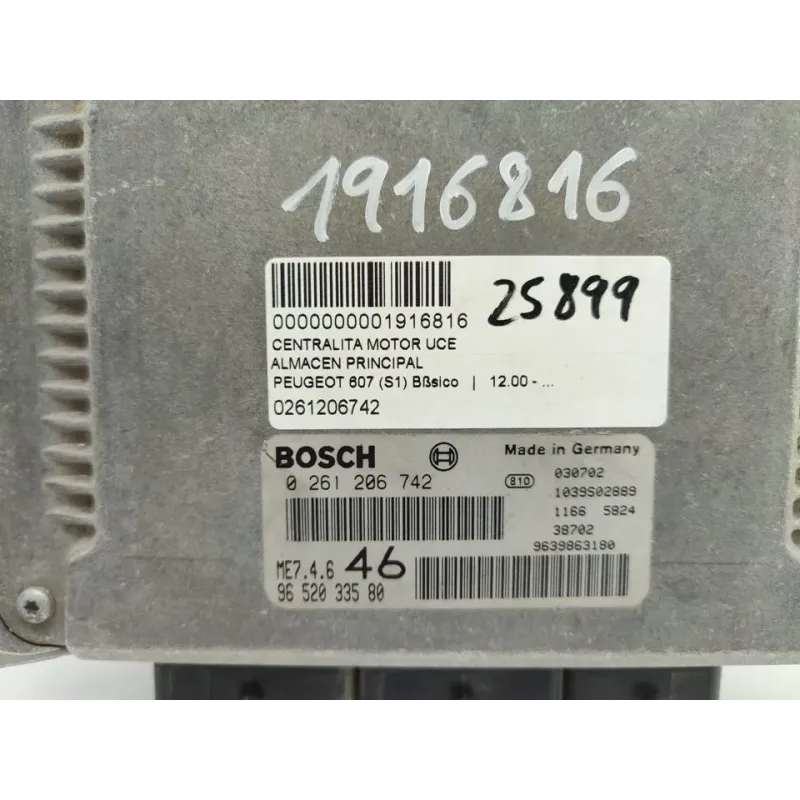 1916816
25899
0000000001916816
CENTRALITA MOTOR UCE
ALMACEN PRINCIPAL
PEUGEOT 607 (S1) Bßsico | 12.00 - ...
0261206742
BOSCH
Made in Germany
0 261 206 742
810
030702
1039S02889
1166 5824
38702
9639863180
ME7.4.6 46
96 520 335 80